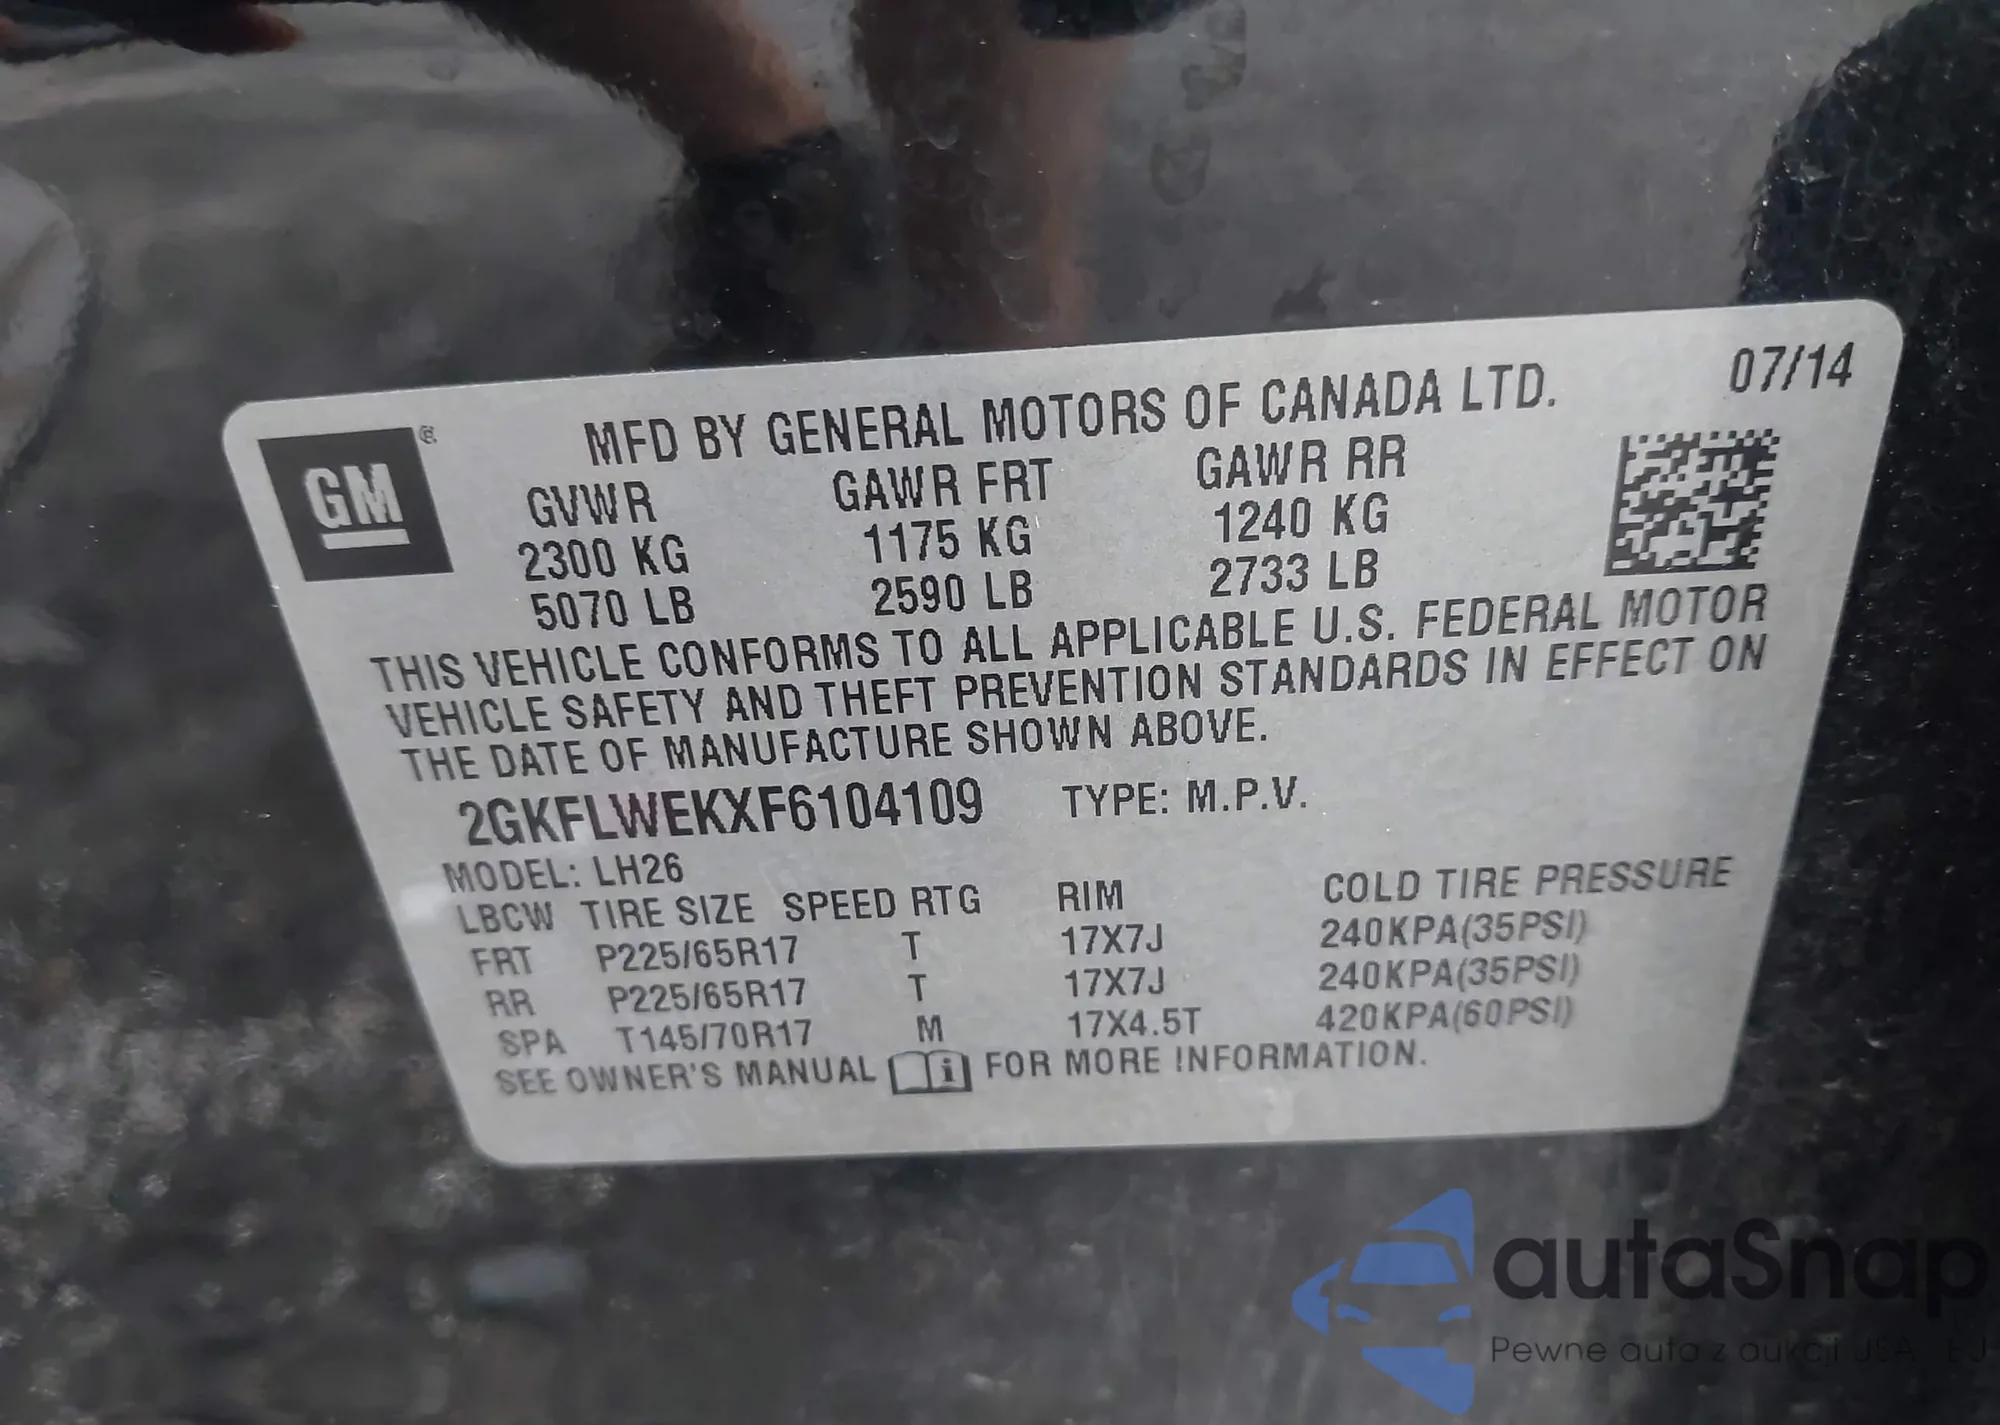 GM ®
MFD BY GENERAL MOTORS OF CANADA LTD. 07/14
GVWR GAWR FRT GAWR RR
2300 KG 1175 KG 1240 KG
5070 LB 2590 LB 2733 LB
THIS VEHICLE CONFORMS TO ALL APPLICABLE U.S. FEDERAL MOTOR
VEHICLE SAFETY AND THEFT PREVENTION STANDARDS IN EFFECT ON
THE DATE OF MANUFACTURE SHOWN ABOVE.
2GKFLWEKXF6104109 TYPE: M.P.V.
MODEL: LH26
LBCW TIRE SIZE SPEED RTG RIM COLD TIRE PRESSURE
FRT P225/65R17 T 17X7J 240KPA(35PSI)
RR P225/65R17 T 17X7J 240KPA(35PSI)
SPA T145/70R17 M 17X4.5T 420KPA(60PSI)
SEE OWNER'S MANUAL i FOR MORE INFORMATION.
autaSnap
Pewne auta z aukcji USA